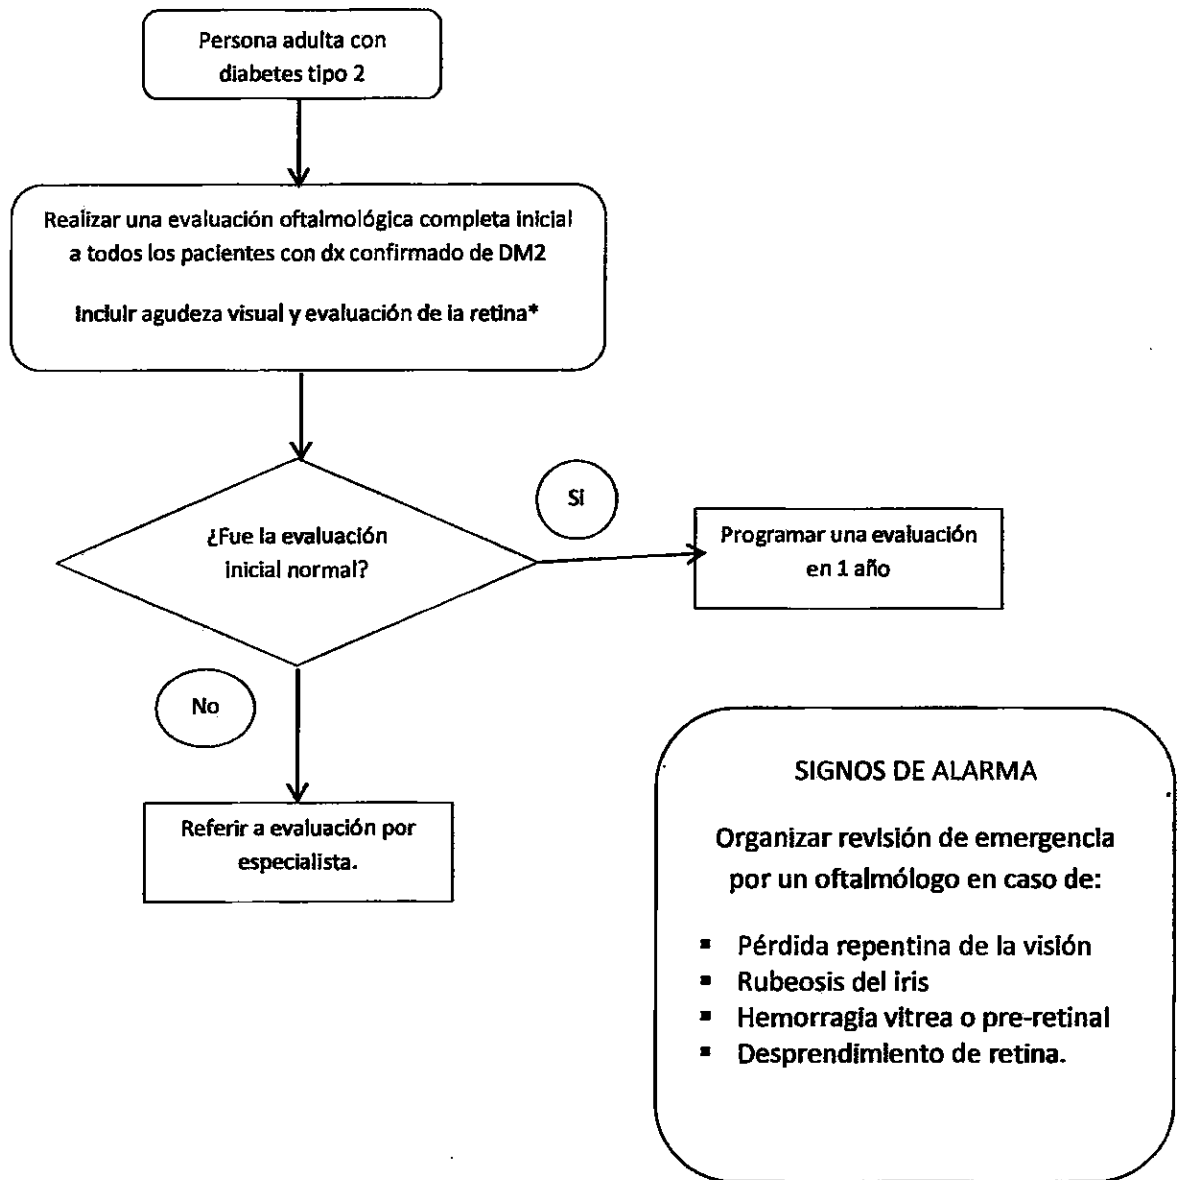 Persona adulta con
diabetes tipo 2
Realizar una evaluación oftalmológica completa inicial
a todos los pacientes con dx confirmado de DM2
Incluir agudeza visual y evaluación de la retina*
¿Fue la evaluación
inicial normal?
Si
Programar una evaluación
en 1 año
No
Referir a evaluación por
especialista.
SIGNOS DE ALARMA
Organizar revisión de emergencia
por un oftalmólogo en caso de:
▪ Pérdida repentina de la visión
▪ Rubeosis del iris
▪ Hemorragia vitrea o pre-retinal
▪ Desprendimiento de retina.